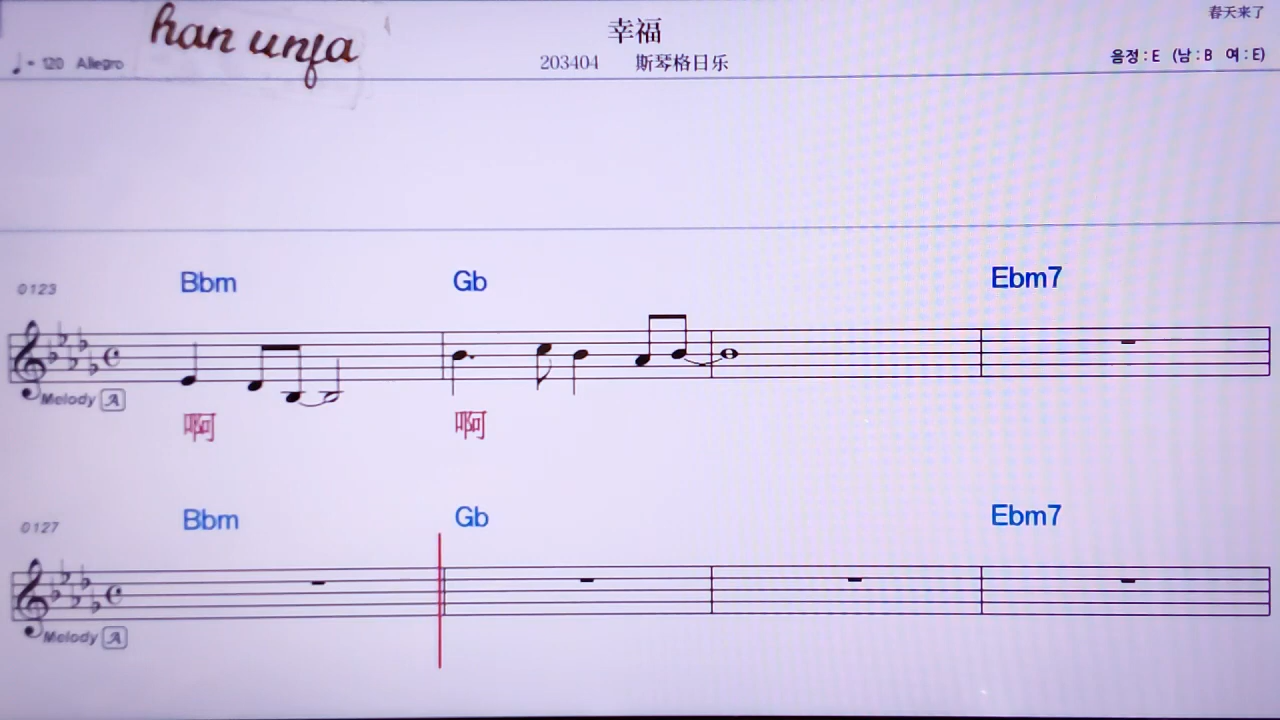 han unfa
幸福
春天来了
♩= 120 Allegro
203404 斯琴格日乐
음정 : E (남 : B 여 : E)
Bbm Gb Ebm7
0123
Melody A
啊 啊
Bbm Gb Ebm7
0127
Melody A